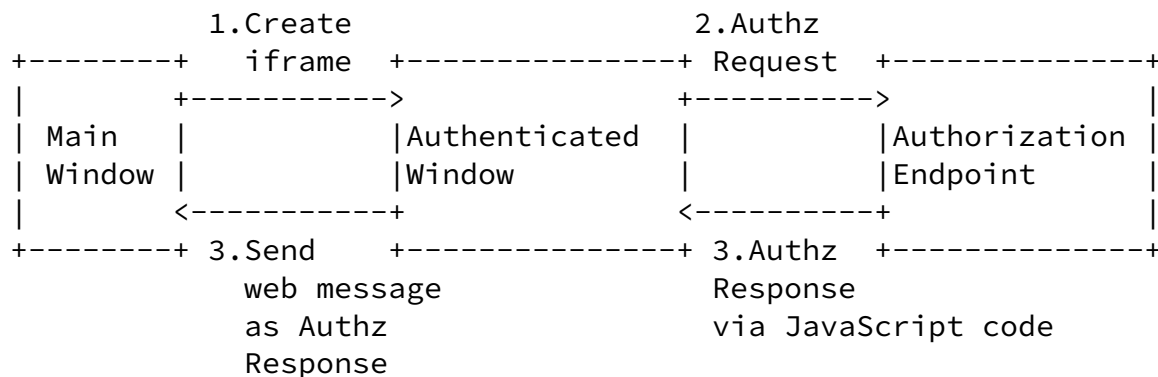 1.Create                       2.Authz
+--------+   iframe  +---------------+ Request  +--------------+
|        +----------->               +---------->              |
| Main   |           |Authenticated  |          |Authorization |
| Window |           |Window         |          |Endpoint      |
|        <-----------+               <----------+              |
+--------+ 3.Send    +---------------+ 3.Authz  +--------------+
             web message               Response
             as Authz                  via JavaScript code
             Response